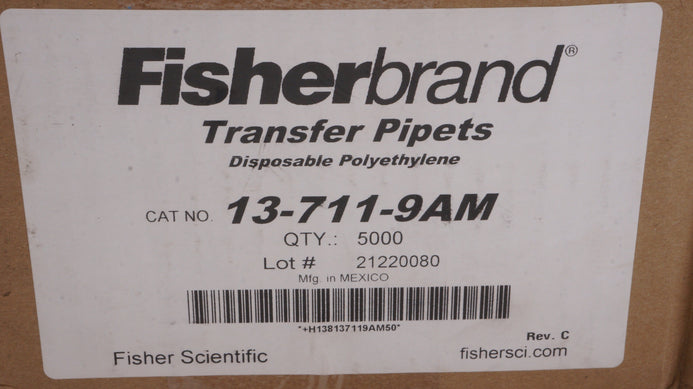 Fisherbrand®
Transfer Pipets
Disposable Polyethylene
CAT NO. 13-711-9AM
QTY.: 5000
Lot # 21220080
Mfg. in MEXICO
*+H138137119AM50*
Rev. C
Fisher Scientific fishersci.com